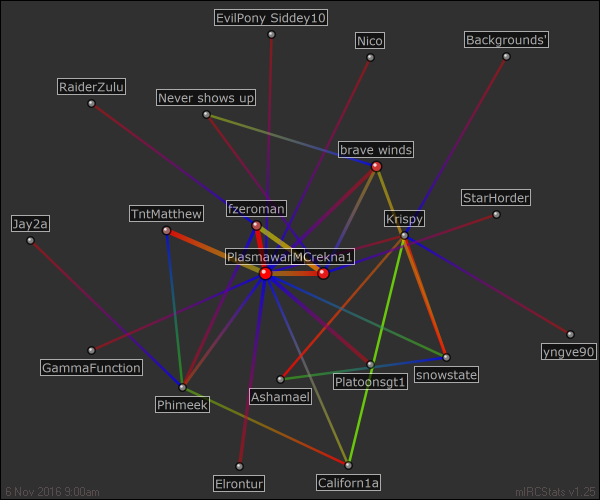 EvilPony Siddey10
Nico
Backgrounds'
RaiderZulu
Never shows up
brave winds
StarHorder
TntMatthew
fzeroman
Krispy
Jay2a
Plasmawar
MCrekna1
GammaFunction
yngve90
snowstate
Platoonsgt1
Ashamael
Phimeek
Elrontur
Californ1a
6 Nov 2016 9:00am
mIRCStats v1.25